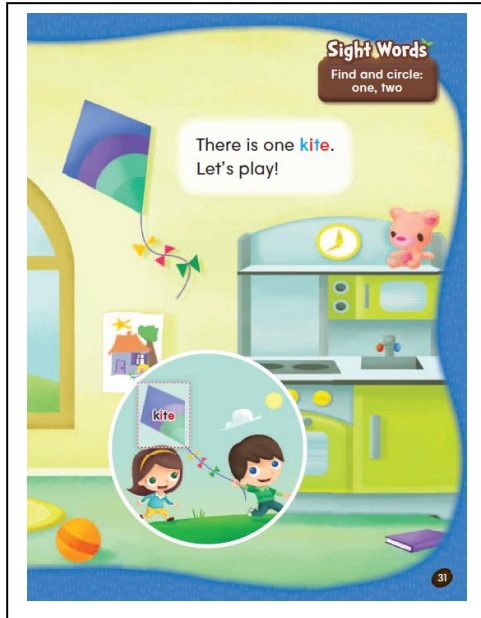 Sight Words
Find and circle:
one, two
There is one kite.
Let's play!
kite
31